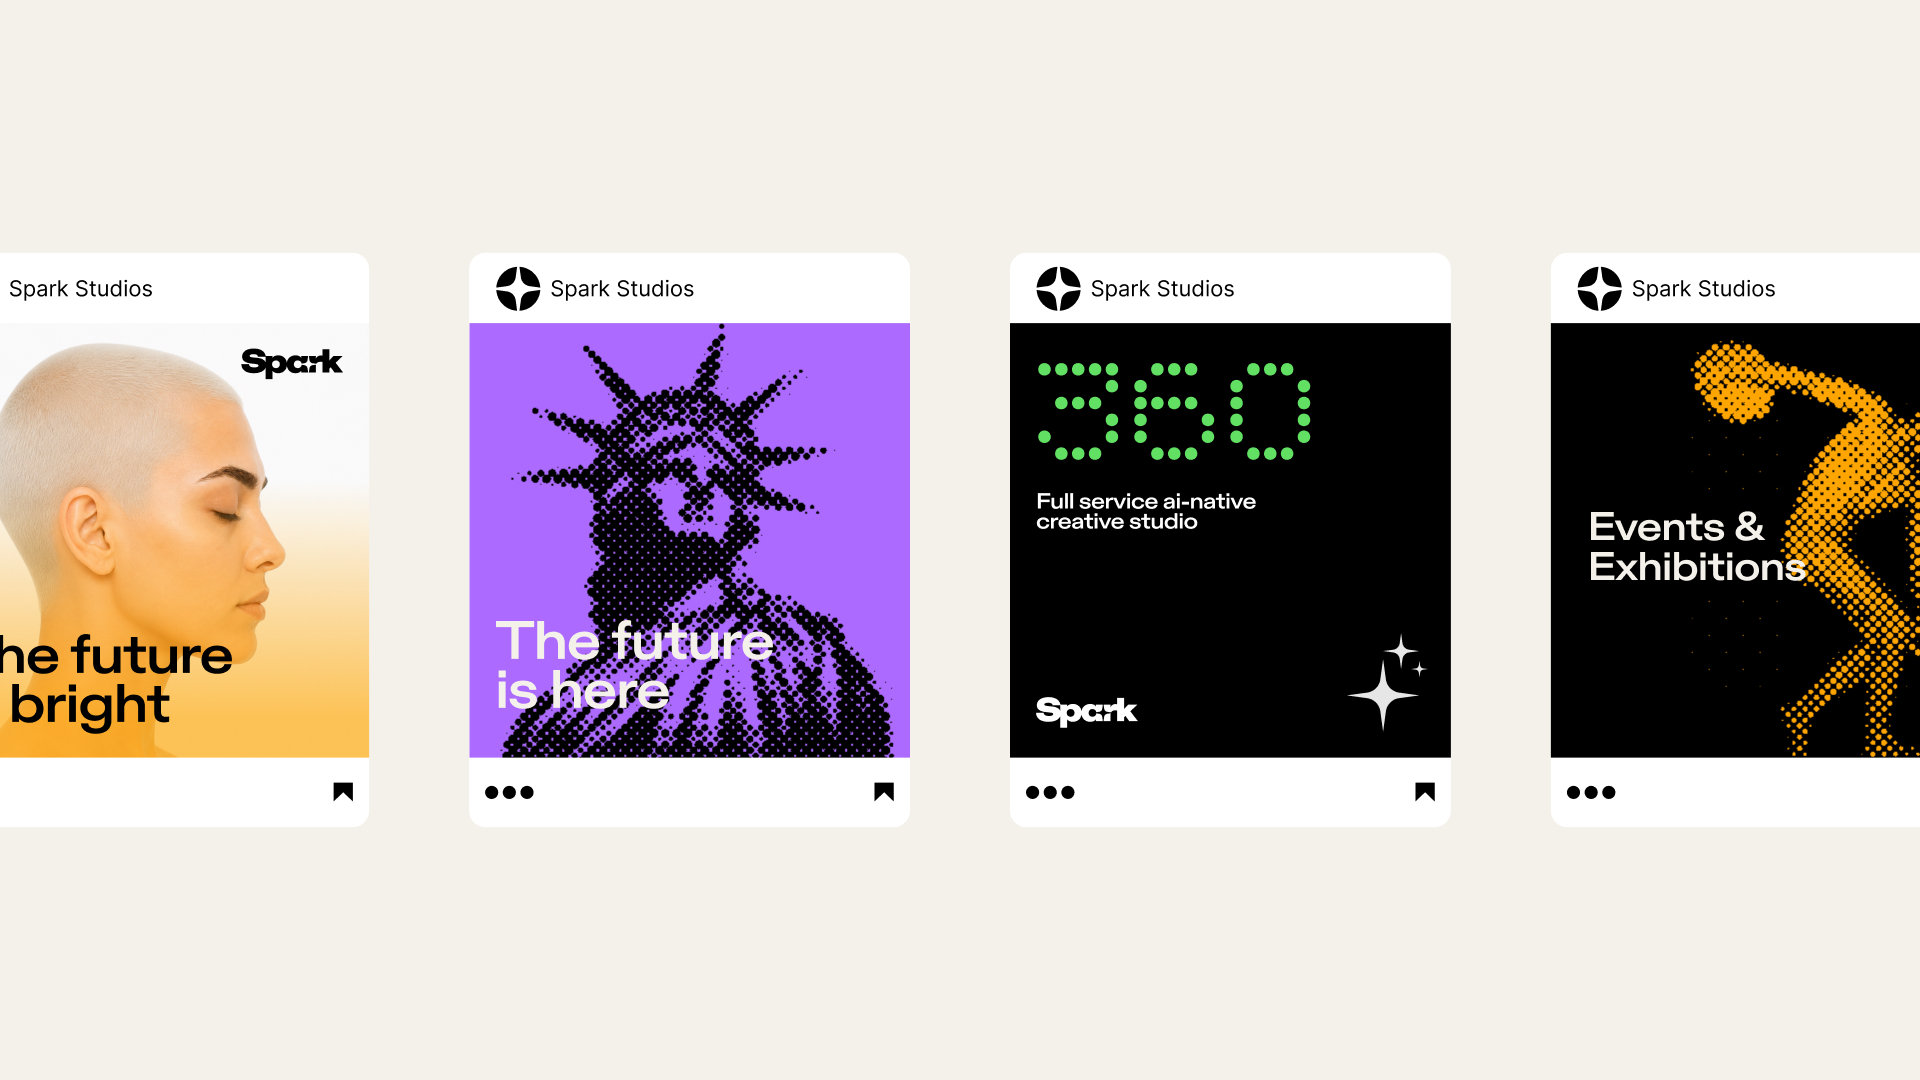 Spark Studios
Spark
he future
bright
Spark Studios
The future
is here
Spark Studios
360
Full service ai-native
creative studio
Spark
Spark Studios
Events &
Exhibitions